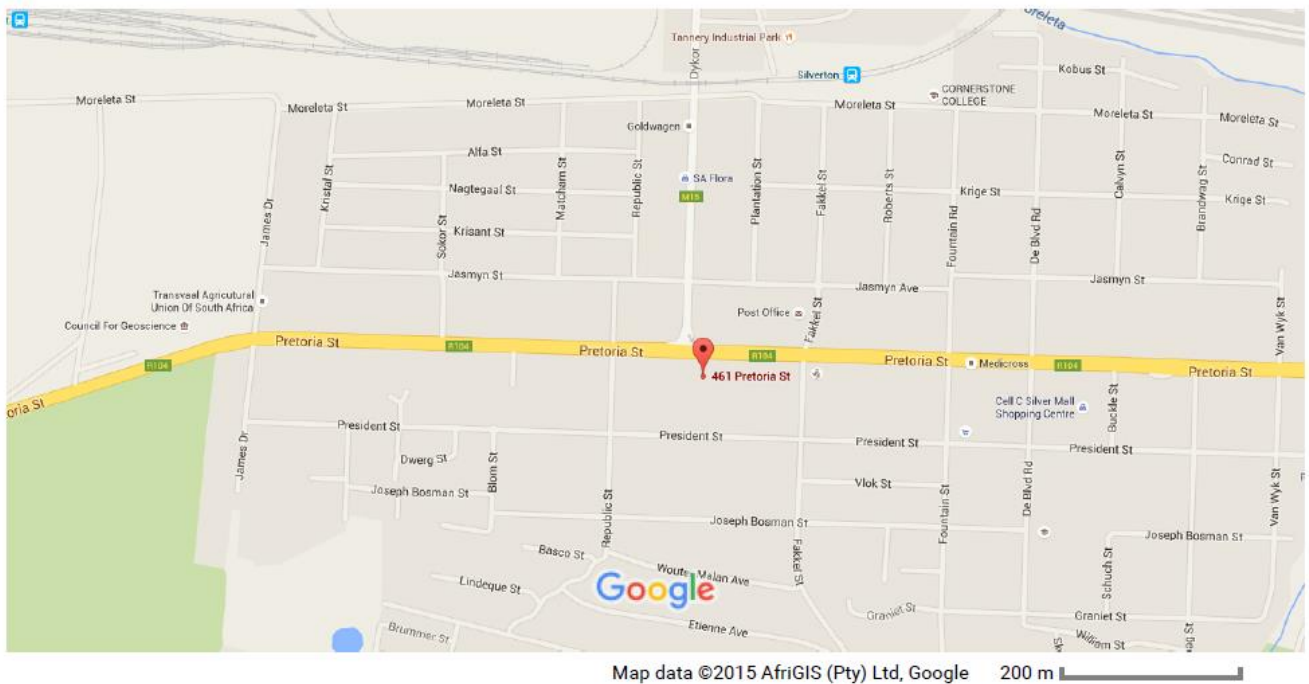 Moreleta
Tannery Industrial Park
Dykor
Silverton
Kobus St
CORNERSTONE
COLLEGE
Moreleta St
Moreleta St
Moreleta St
Moreleta St
Moreleta St
Moreleta St
Goldwagen
Alfa St
Conrad St
Kristal St
Matcham St
Republic St
SA Flora
Plantation St
Fakkel St
Roberts St
Calvyn St
Nagtegaal St
M15
Krige St
Krige St
Brandwag St
James Dr
Sokor St
Krisant St
Fountain Rd
De Blvd Rd
Jasmyn St
Jasmyn Ave
Jasmyn St
Transvaal Agricutural
Union Of South Africa
Council For Geoscience
Post Office
Fakkel St
Van Wyk St
Pretoria St
R104
Pretoria St
R104
Pretoria St
Medicross
R104
Pretoria St
R104
461 Pretoria St
oria St
Cell C Silver Mall
Shopping Centre
Buckle St
President St
President St
President St
President St
James Dr
Dwerg St
Blom St
Joseph Bosman St
Vlok St
De Blvd Rd
Van Wyk St
Republic St
Joseph Bosman St
Fountain St
Joseph Bosman St
Basco St
Fakkel St
Schuch St
Lindeque St
Wouter Malan Ave
Google
Graniet St
Graniet St
Brummer St
Etienne Ave
William St
ag St
Map data ©2015 AfriGIS (Pty) Ltd, Google 200 m